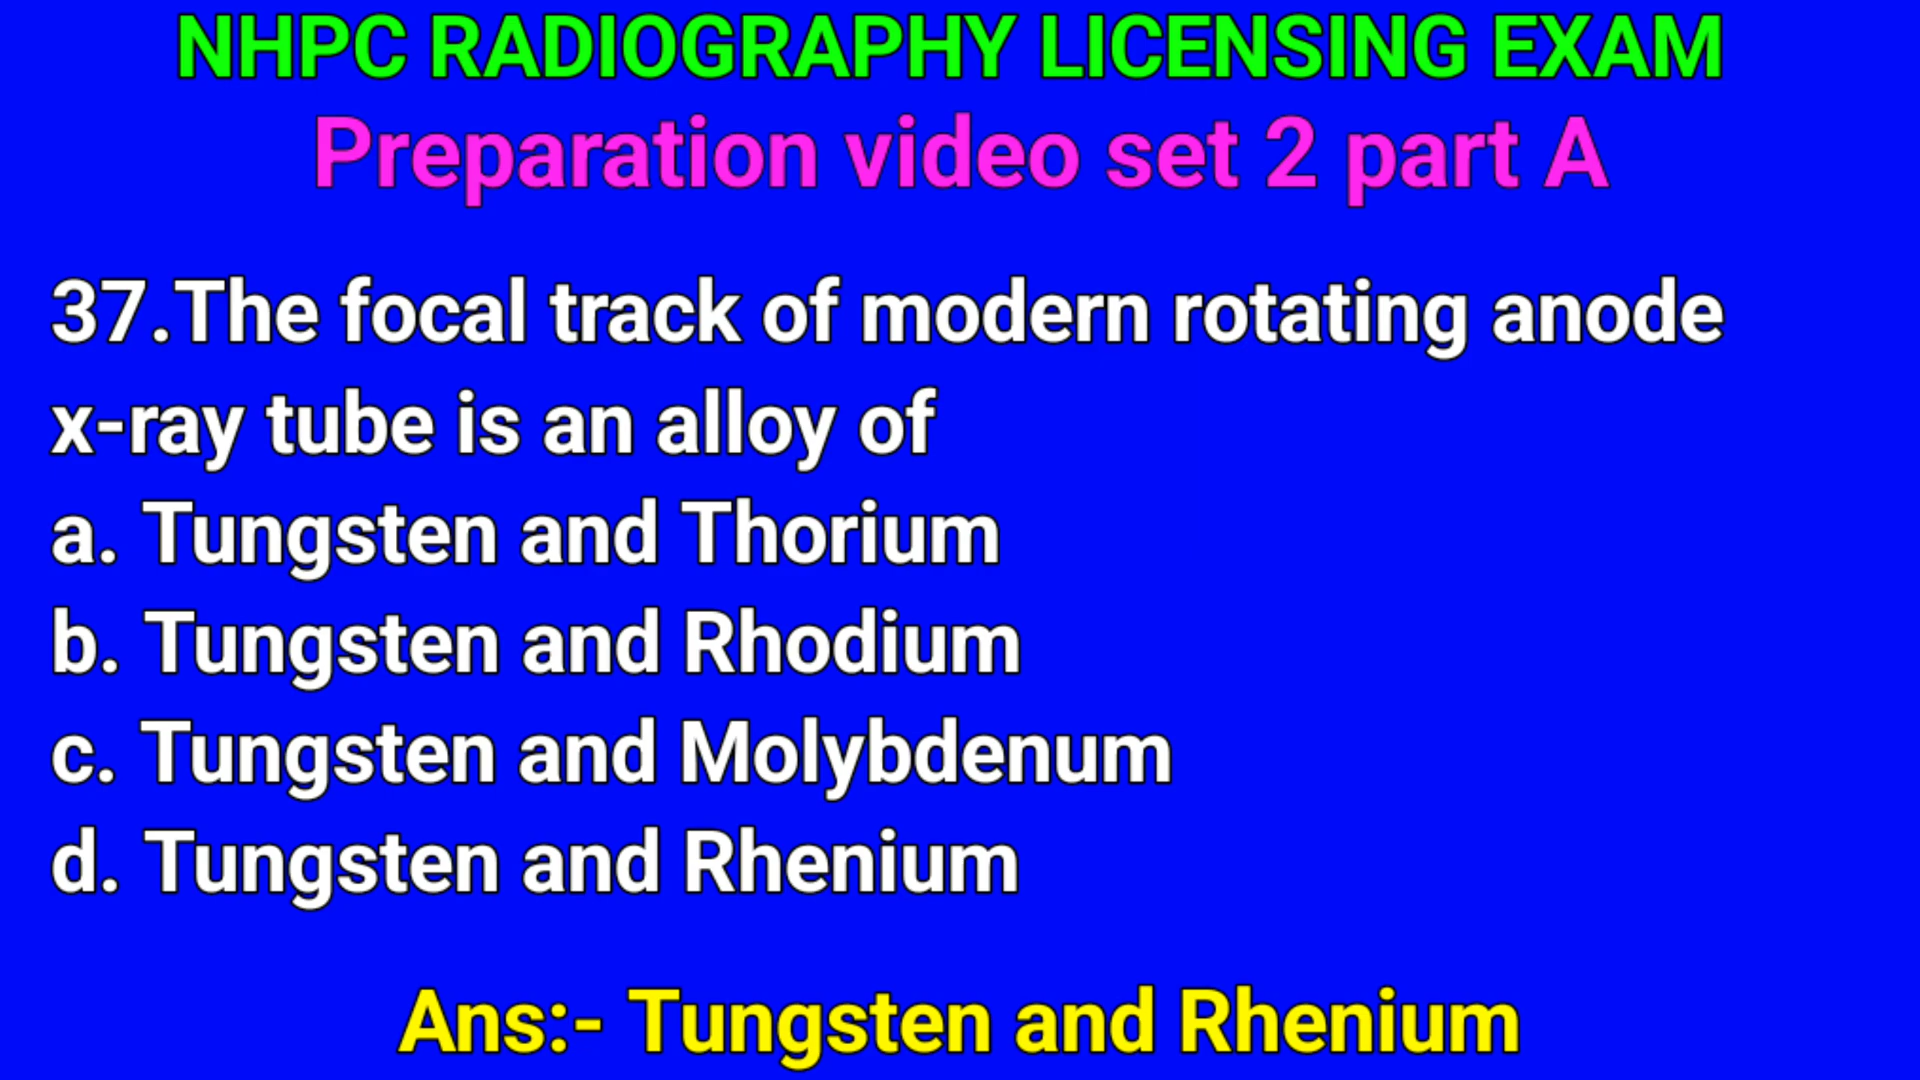 NHPC RADIOGRAPHY LICENSING EXAM
Preparation video set 2 part A
37.The focal track of modern rotating anode
x-ray tube is an alloy of
a. Tungsten and Thorium
b. Tungsten and Rhodium
c. Tungsten and Molybdenum
d. Tungsten and Rhenium
Ans:- Tungsten and Rhenium